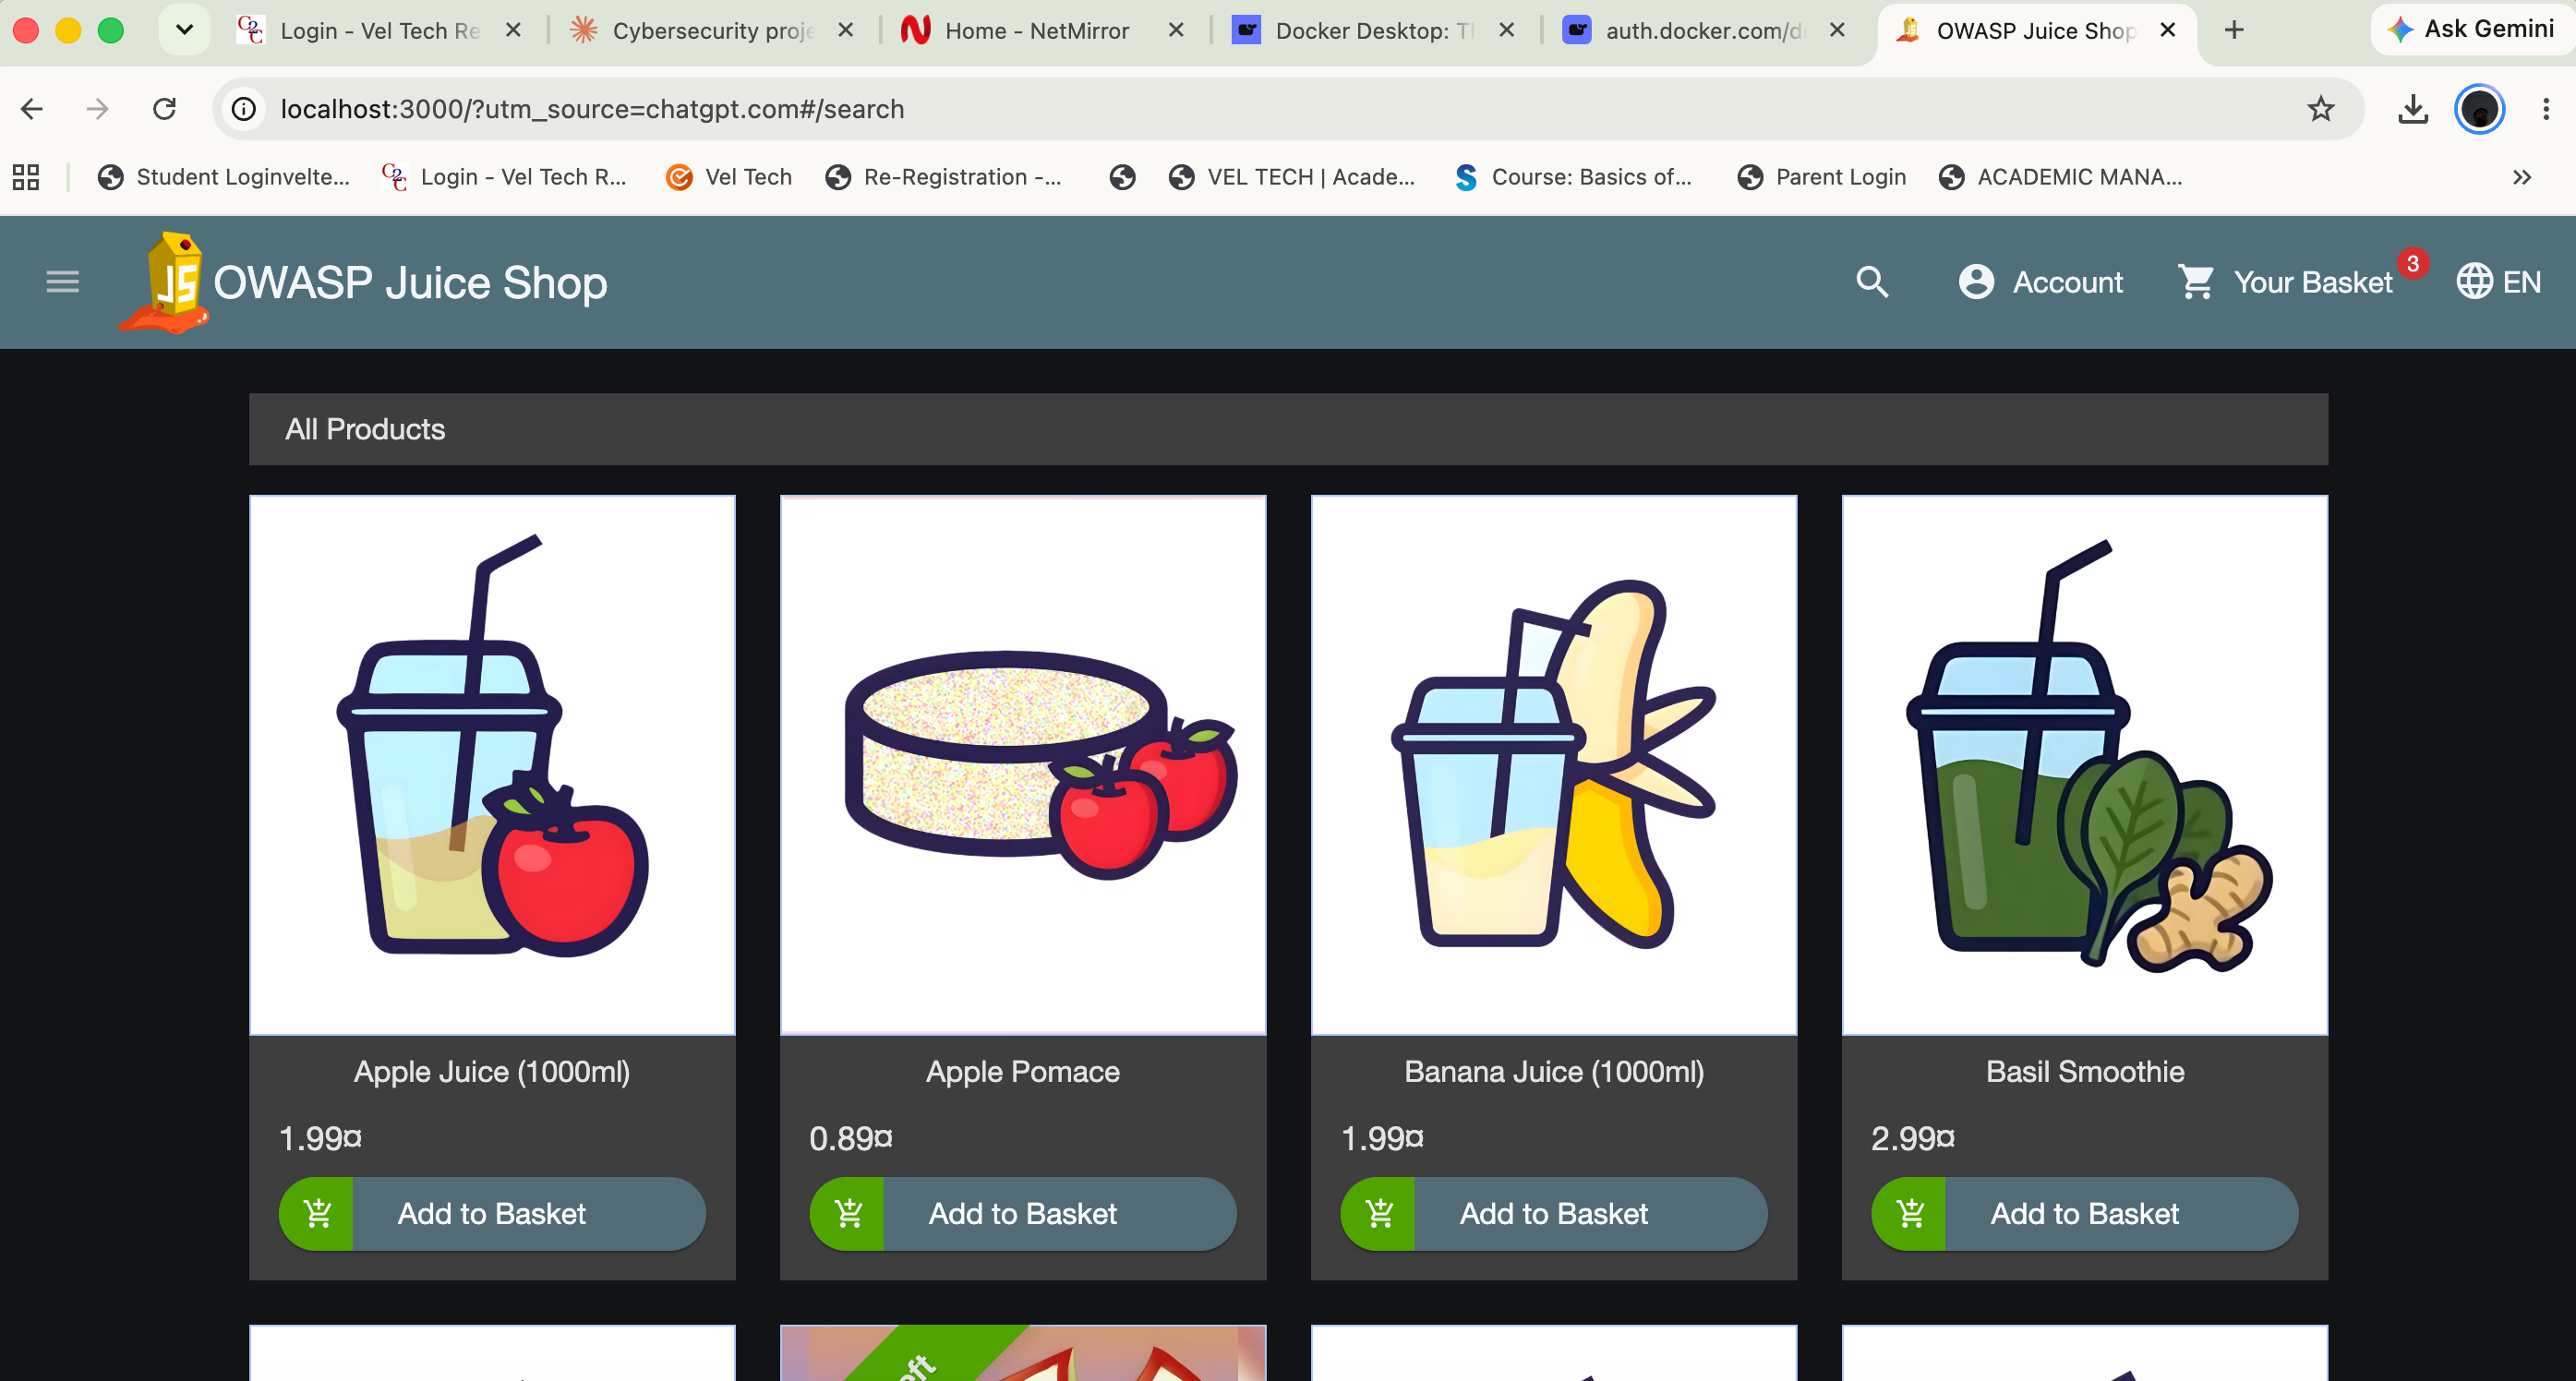 Login - Vel Tech Re
Cybersecurity proje
Home - NetMirror
Docker Desktop: Th
auth.docker.com/de
OWASP Juice Shop
Ask Gemini
localhost:3000/?utm_source=chatgpt.com#/search
Student Loginvelte...
Login - Vel Tech R...
Vel Tech
Re-Registration -...
VEL TECH | Acade...
Course: Basics of...
Parent Login
ACADEMIC MANA...
OWASP Juice Shop
Account
Your Basket
3
EN
All Products
Apple Juice (1000ml)
Apple Pomace
Banana Juice (1000ml)
Basil Smoothie
1.99¤
0.89¤
1.99¤
2.99¤
Add to Basket
Add to Basket
Add to Basket
Add to Basket